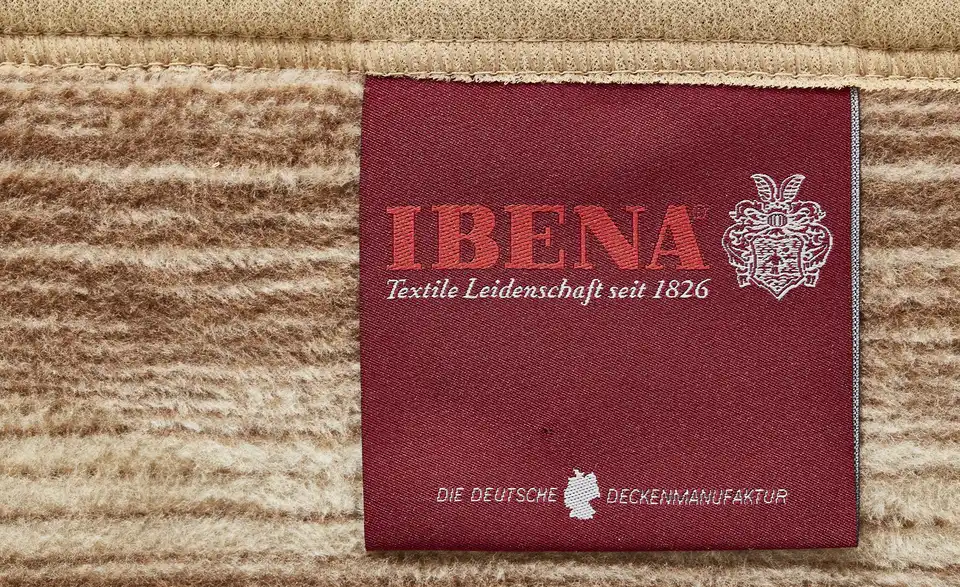 IBENA®
Textile Leidenschaft seit 1826
DIE DEUTSCHE DECKENMANUFAKTUR